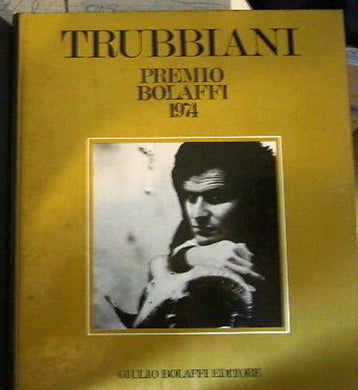 TRUBBIANI
PREMIO
BOLAFFI
1974
GIULIO BOLAFFI EDITORE